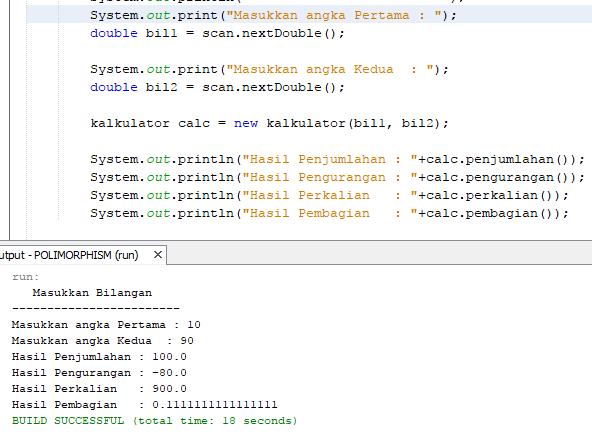 System.out.print("Masukkan angka Pertama : ");
double bil1 = scan.nextDouble();
System.out.print("Masukkan angka Kedua  : ");
double bil2 = scan.nextDouble();
kalkulator calc = new kalkulator(bil1, bil2);
System.out.println("Hasil Penjumlahan : "+calc.penjumlahan());
System.out.println("Hasil Pengurangan : "+calc.pengurangan());
System.out.println("Hasil Perkalian   : "+calc.perkalian());
System.out.println("Hasil Pembagian   : "+calc.pembagian());
utput - POLIMORPHISM (run) ×
run:
Masukkan Bilangan
------------------------
Masukkan angka Pertama : 10
Masukkan angka Kedua  : 90
Hasil Penjumlahan : 100.0
Hasil Pengurangan : -80.0
Hasil Perkalian   : 900.0
Hasil Pembagian   : 0.1111111111111111
BUILD SUCCESSFUL (total time: 18 seconds)